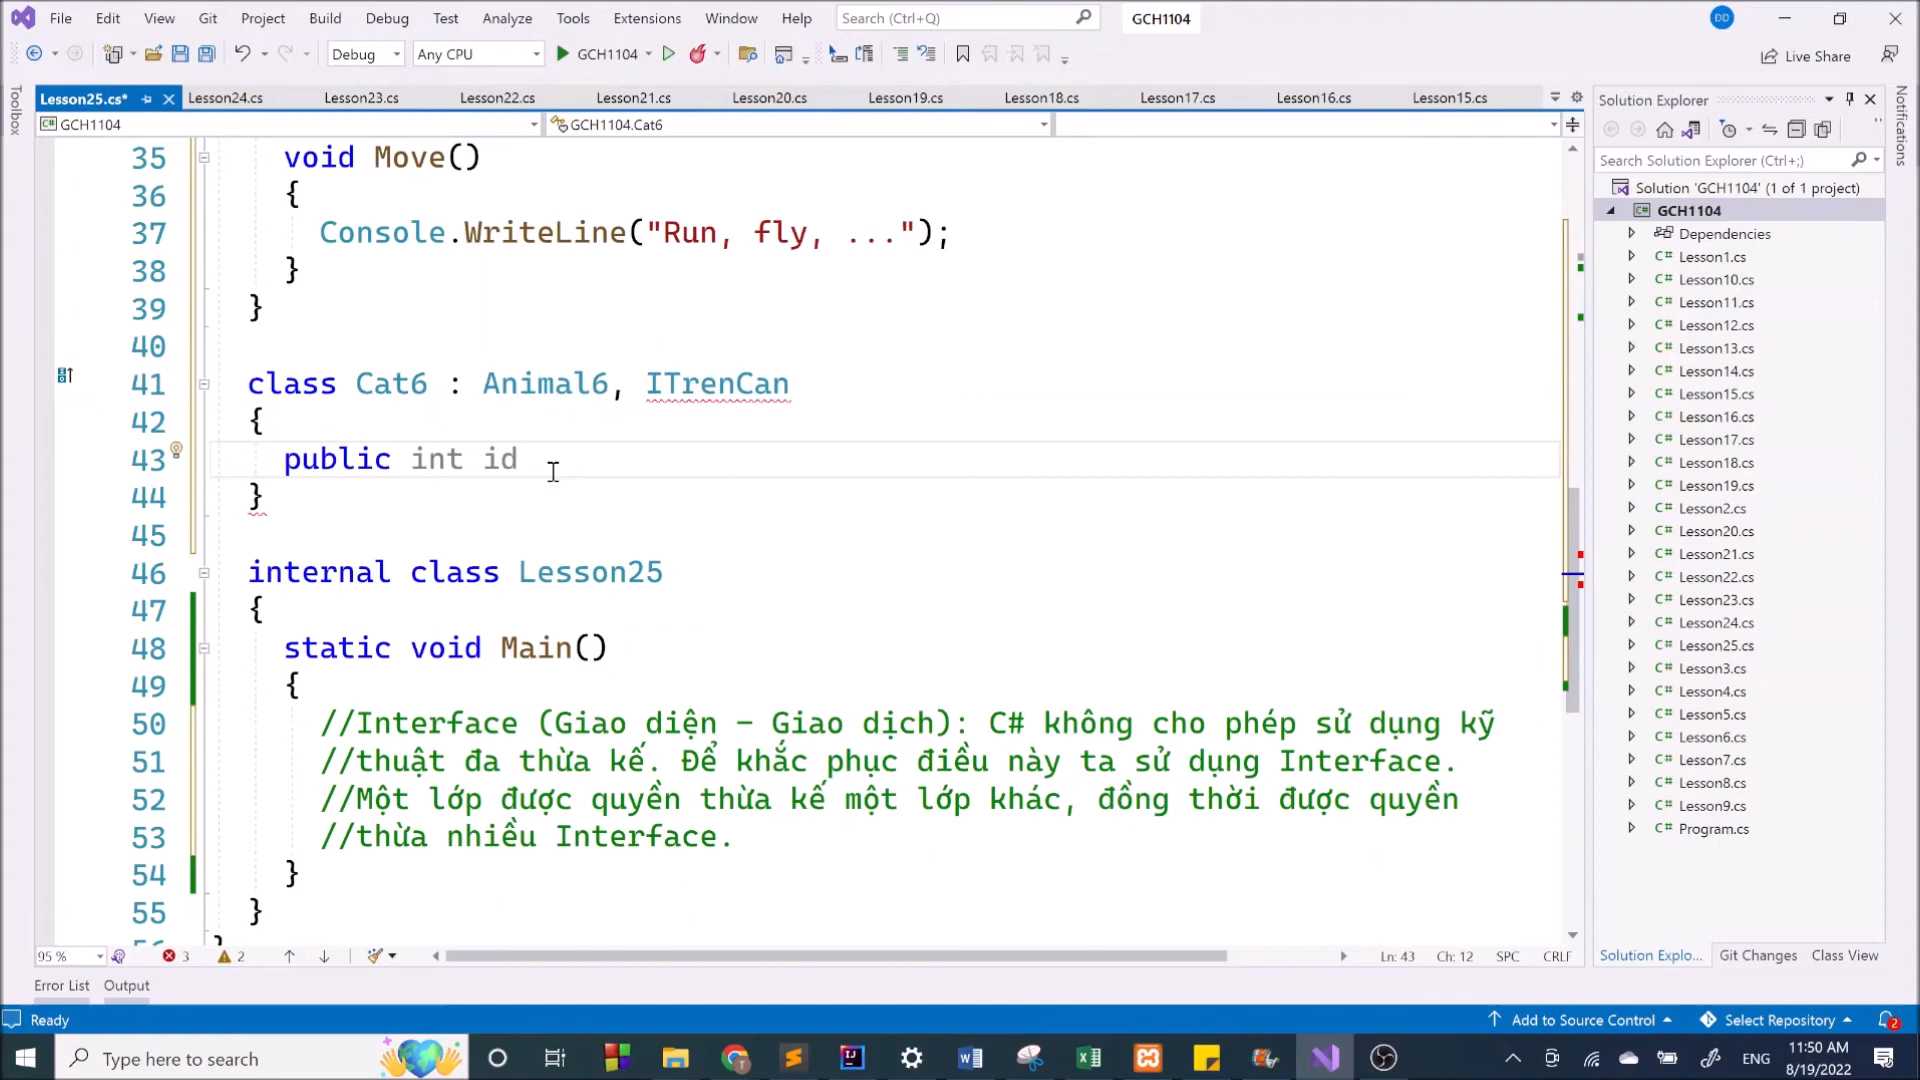 File Edit View Git Project Build Debug Test Analyze Tools Extensions Window Help Search (Ctrl+Q) GCH1104 DD
Debug Any CPU GCH1104 Live Share
Toolbox
Lesson25.cs* Lesson24.cs Lesson23.cs Lesson22.cs Lesson21.cs Lesson20.cs Lesson19.cs Lesson18.cs Lesson17.cs Lesson16.cs Lesson15.cs
GCH1104 GCH1104.Cat6
35 void Move()
36 {
37 Console.WriteLine("Run, fly, ...");
38 }
39 }
40
41 class Cat6 : Animal6, ITrenCan
42 {
43 public int id
44 }
45
46 internal class Lesson25
47 {
48 static void Main()
49 {
50 //Interface (Giao diện – Giao dịch): C# không cho phép sử dụng kỹ
51 //thuật đa thừa kế. Để khắc phục điều này ta sử dụng Interface.
52 //Một lớp được quyền thừa kế một lớp khác, đồng thời được quyền
53 //thừa nhiều Interface.
54 }
55 }
95 % 3 2 Ln: 43 Ch: 12 SPC CRLF
Error List Output
Solution Explorer
Search Solution Explorer (Ctrl+;)
Solution 'GCH1104' (1 of 1 project)
C# GCH1104
Dependencies
C# Lesson1.cs
C# Lesson10.cs
C# Lesson11.cs
C# Lesson12.cs
C# Lesson13.cs
C# Lesson14.cs
C# Lesson15.cs
C# Lesson16.cs
C# Lesson17.cs
C# Lesson18.cs
C# Lesson19.cs
C# Lesson2.cs
C# Lesson20.cs
C# Lesson21.cs
C# Lesson22.cs
C# Lesson23.cs
C# Lesson24.cs
C# Lesson25.cs
C# Lesson3.cs
C# Lesson4.cs
C# Lesson5.cs
C# Lesson6.cs
C# Lesson7.cs
C# Lesson8.cs
C# Lesson9.cs
C# Program.cs
Solution Explo... Git Changes Class View
Notifications
Ready Add to Source Control Select Repository 2
Type here to search ENG 11:50 AM
8/19/2022